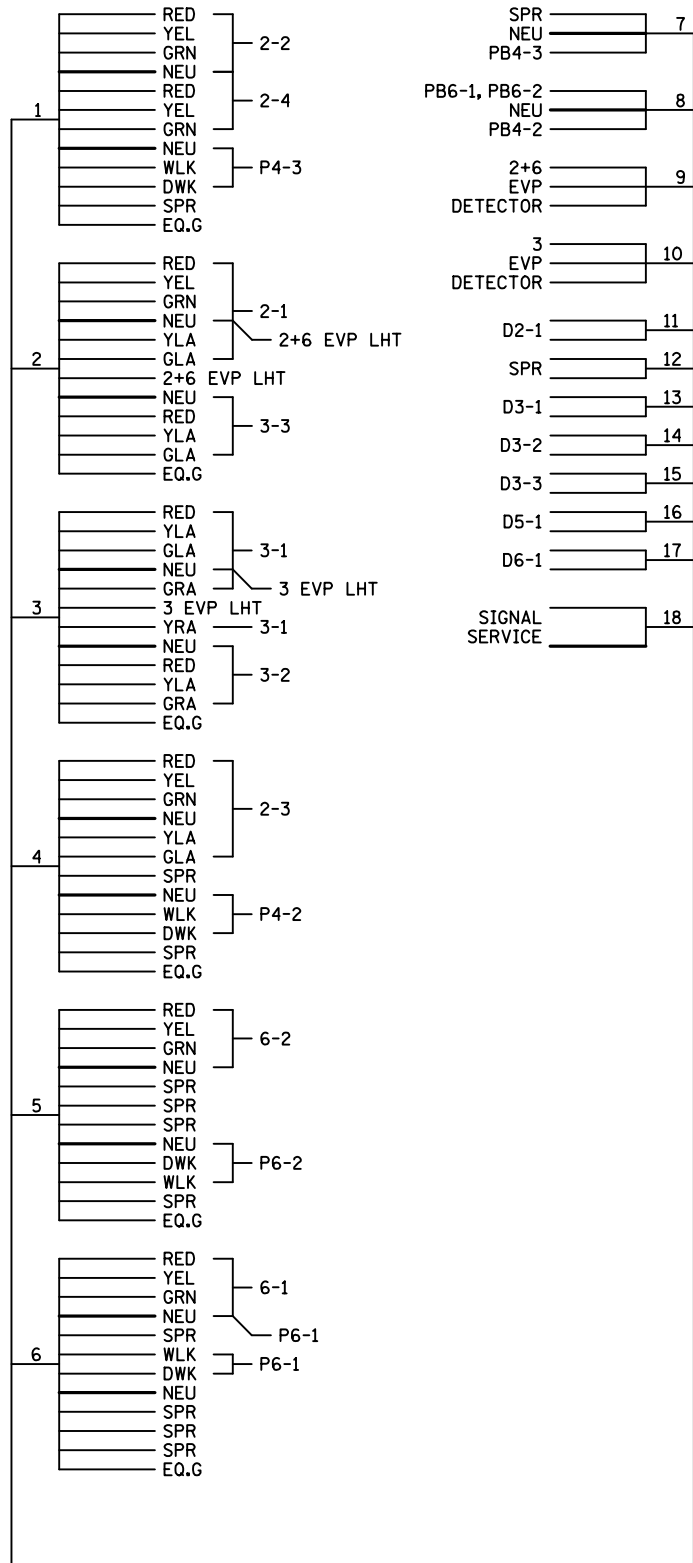 1
RED
YEL
GRN
NEU
RED
YEL
GRN
NEU
WLK
DWK
SPR
EQ.G
2-2
2-4
P4-3
2
RED
YEL
GRN
NEU
YLA
GLA
2+6 EVP LHT
NEU
RED
YLA
GLA
EQ.G
2-1
2+6 EVP LHT
3-3
3
RED
YLA
GLA
NEU
GRA
3 EVP LHT
YRA
NEU
RED
YLA
GRA
EQ.G
3-1
3 EVP LHT
3-1
3-2
4
RED
YEL
GRN
NEU
YLA
GLA
SPR
NEU
WLK
DWK
SPR
EQ.G
2-3
P4-2
5
RED
YEL
GRN
NEU
SPR
SPR
SPR
NEU
DWK
WLK
SPR
EQ.G
6-2
P6-2
6
RED
YEL
GRN
NEU
SPR
WLK
DWK
NEU
SPR
SPR
SPR
EQ.G
6-1
P6-1
P6-1
SPR
NEU
PB4-3
7
PB6-1, PB6-2
NEU
PB4-2
8
2+6
EVP
DETECTOR
9
3
EVP
DETECTOR
10
D2-1
11
SPR
12
D3-1
13
D3-2
14
D3-3
15
D5-1
16
D6-1
17
SIGNAL
SERVICE
18